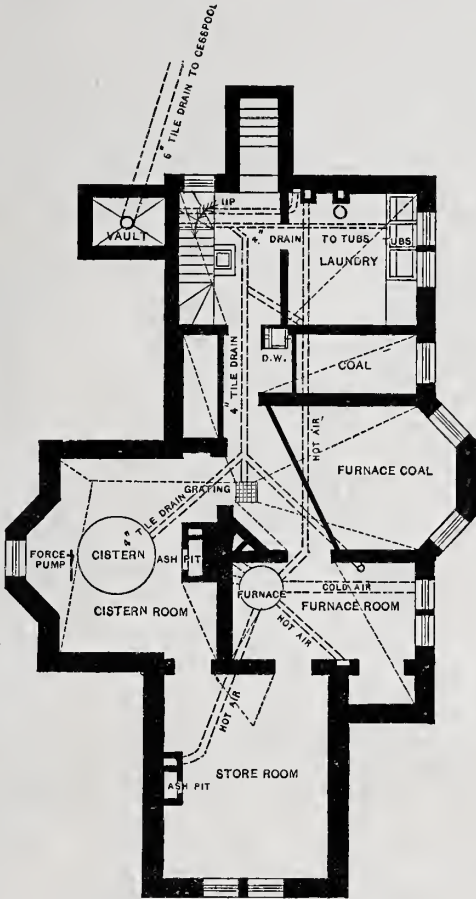 6" TILE DRAIN TO CESSPOOL
UP
VAULT
4" DRAIN TO TUBS
TUBS
LAUNDRY
D.W.
COAL
4" TILE DRAIN
HOT AIR
FURNACE COAL
GRATING
4" TILE DRAIN
FORCE PUMP
CISTERN
ASH PIT
CISTERN ROOM
FURNACE
COLD AIR
FURNACE ROOM
HOT AIR
HOT AIR
STORE ROOM
ASH PIT